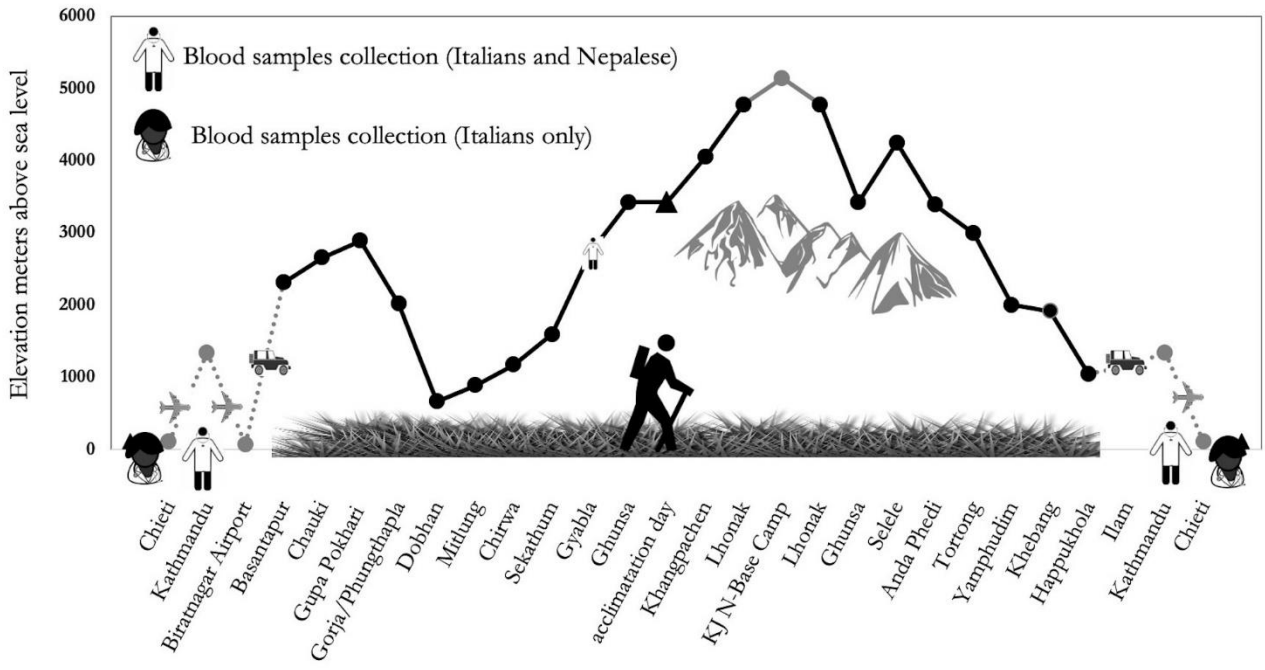 6000
Blood samples collection (Italians and Nepalese)
5000
Blood samples collection (Italians only)
4000
3000
2000
1000
0
Elevation meters above sea level
Chieti
Kathmandu
Biratnagar Airport
Basantapur
Chauki
Gupa Pokhari
Gorja/Phungthapla
Dobhan
Mitlung
Chirwa
Sekathum
Gyabla
Ghunsa
acclimatation day
Khangpachen
Lhonak
KJ N-Base Camp
Lhonak
Ghunsa
Selele
Anda Phedi
Tortong
Yamphudim
Khebang
Happukhola
Ilam
Kathmandu
Chieti